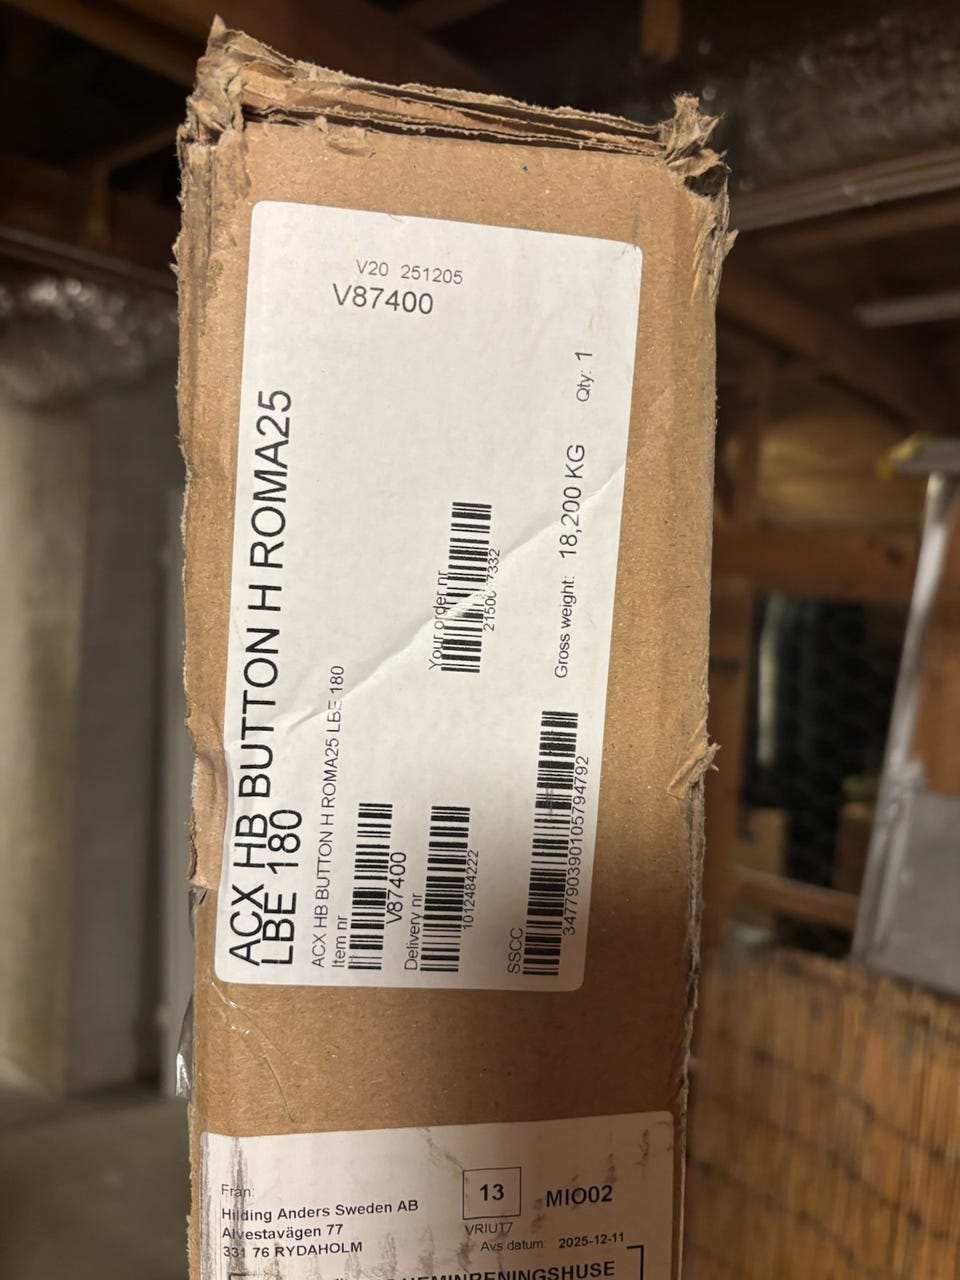 V20 251205
V87400
ACX HB BUTTON H ROMA25
LBE 180
ACX HB BUTTON H ROMA25 LBE 180
Item nr
V87400
Delivery nr
1012484222
Your order nr
SSCC
347790390105794792
Gross weight: 18,200 KG Qty: 1
Från:
Hilding Anders Sweden AB
Alvestavägen 77
331 76 RYDAHOLM
13
VRIUT7
MIO02
Avs.datum 2025-12-11